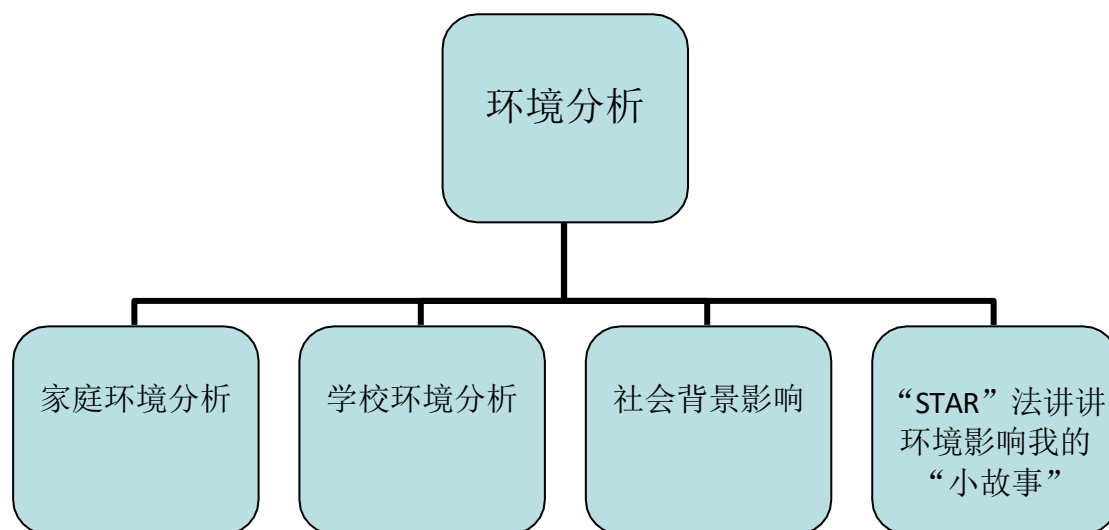 环境分析
家庭环境分析
学校环境分析
社会背景影响
“STAR”法讲讲
环境影响我的
“小故事”